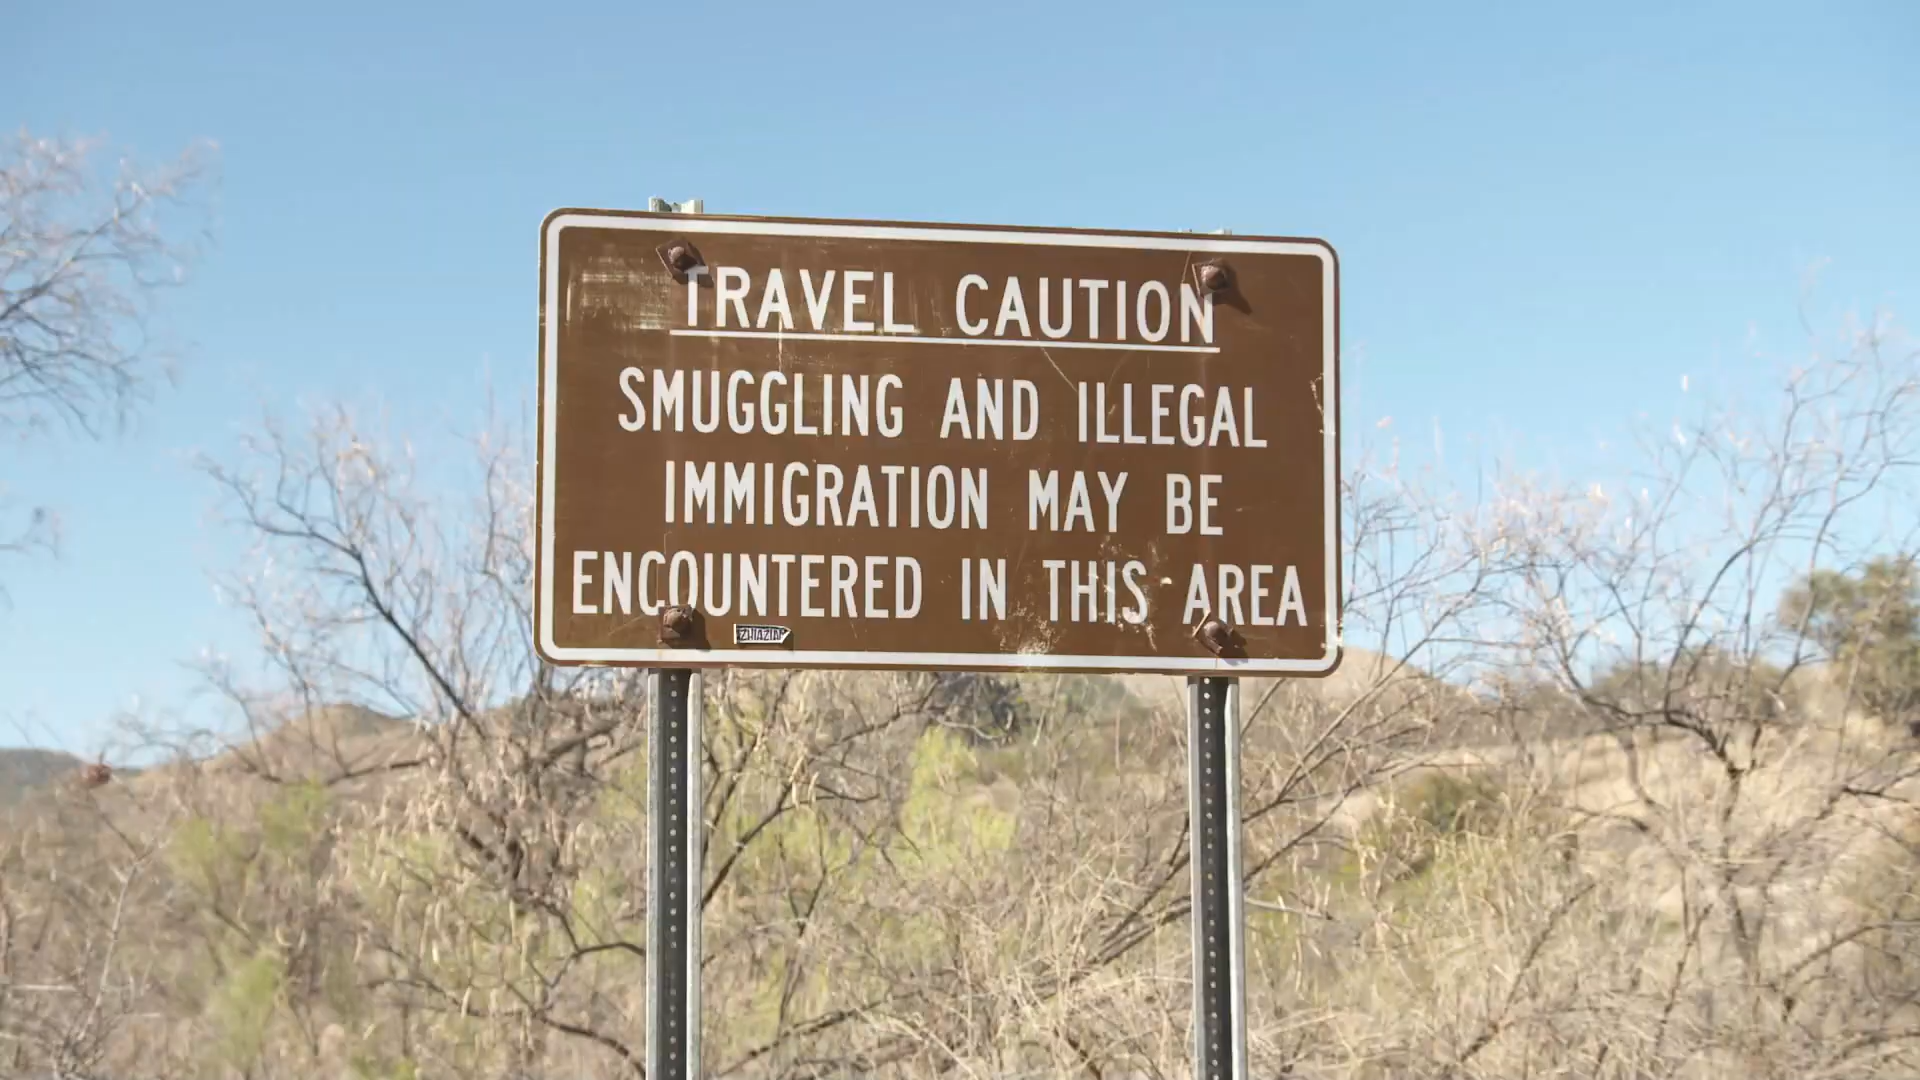 TRAVEL CAUTION
SMUGGLING AND ILLEGAL
IMMIGRATION MAY BE
ENCOUNTERED IN THIS AREA